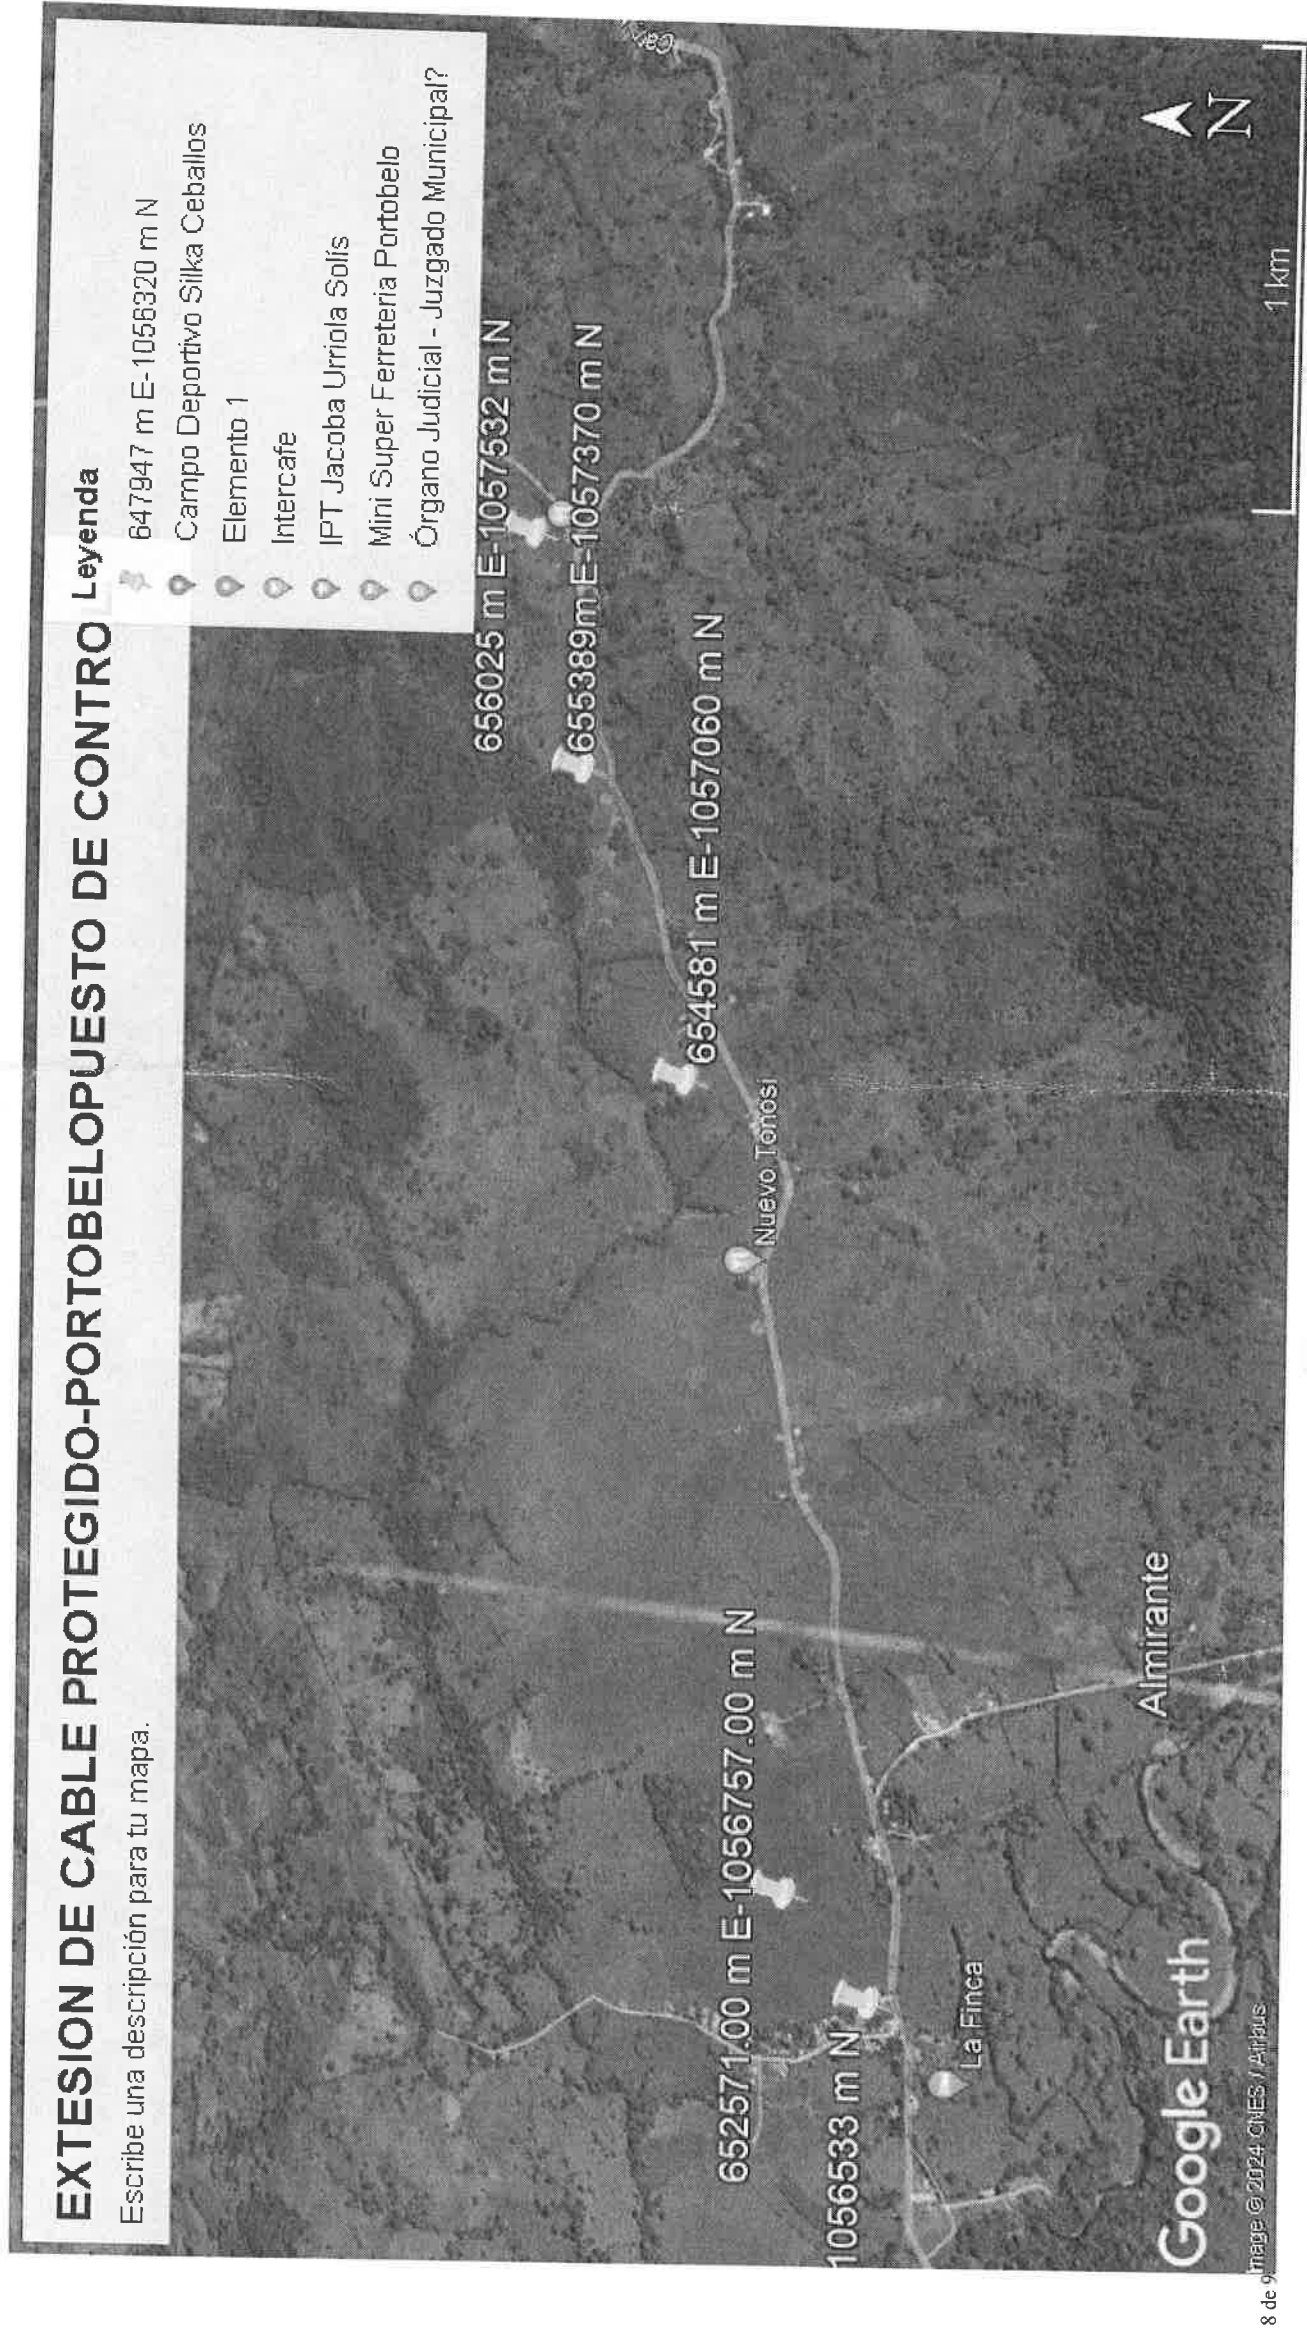 EXTESION DE CABLE PROTEGIDO-PORTOBELOPUESTO DE CONTRO
Escribe una descripción para tu mapa.
Leyenda
647947 m E-1056320 m N
Campo Deportivo Silka Ceballos
Elemento 1
Intercafe
IPT Jacoba Urriola Solís
Mini Super Ferreteria Portobelo
Órgano Judicial - Juzgado Municipal?
656025 m E-1057532 m N
655389m E-1057370 m N
654581 m E-1057060 m N
Nuevo Tonosi
652571.00 m E-1056757.00 m N
1056533 m N
La Finca
Almirante
Google Earth
Image © 2024 CNES / Airbus
N
1 km
8 de 9